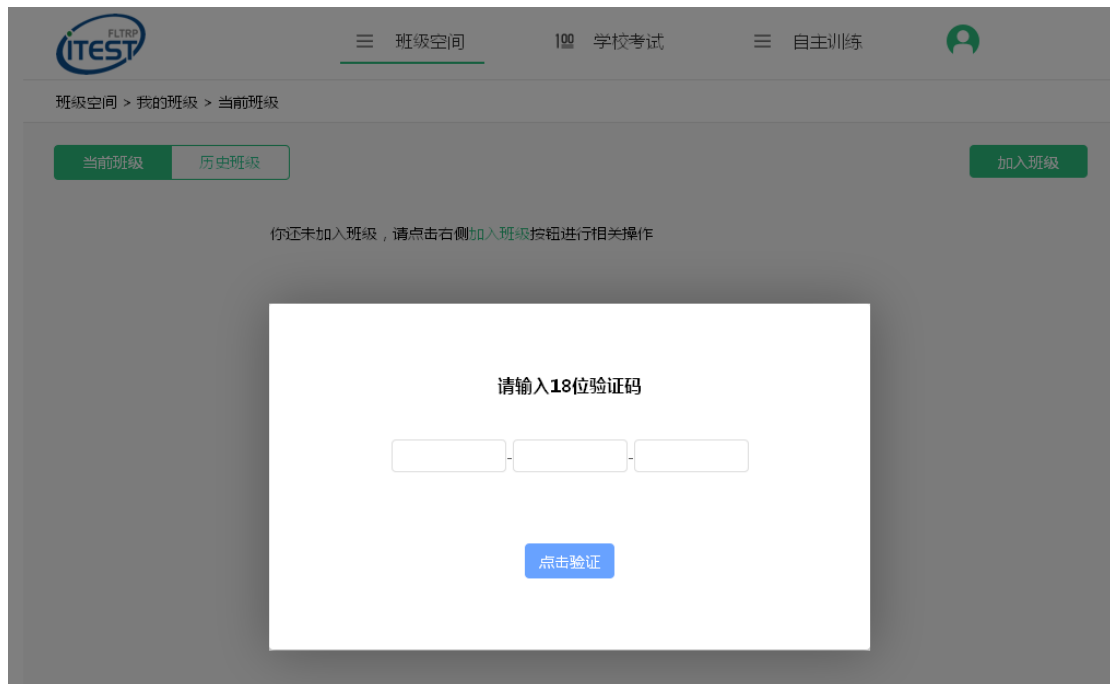 FLTRP
iTEST
班级空间
100 学校考试
自主训练
班级空间 > 我的班级 > 当前班级
当前班级
历史班级
加入班级
你还未加入班级，请点击右侧加入班级按钮进行相关操作
请输入18位验证码
- -
点击验证